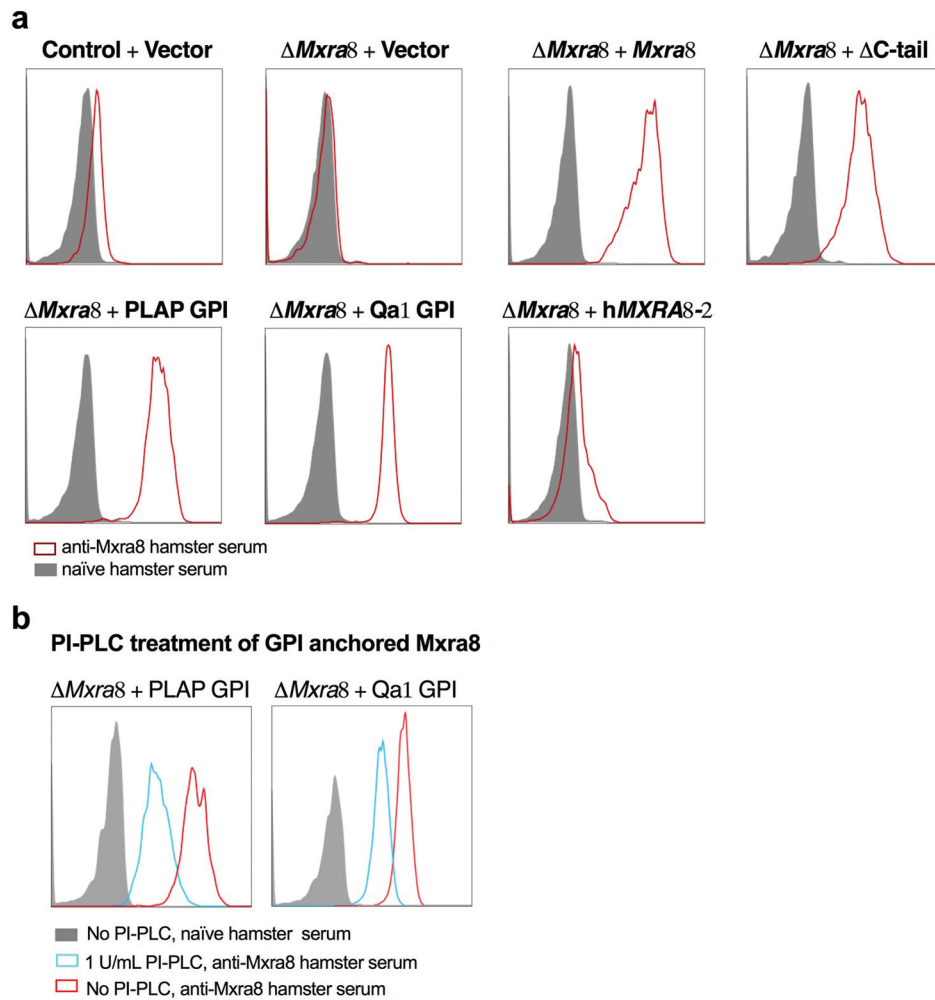 a
Control + Vector
ΔMxra8 + Vector
ΔMxra8 + Mxra8
ΔMxra8 + ΔC-tail
ΔMxra8 + PLAP GPI
ΔMxra8 + Qa1 GPI
ΔMxra8 + hMXRA8-2
anti-Mxra8 hamster serum
naïve hamster serum
b
PI-PLC treatment of GPI anchored Mxra8
ΔMxra8 + PLAP GPI
ΔMxra8 + Qa1 GPI
No PI-PLC, naïve hamster serum
1 U/mL PI-PLC, anti-Mxra8 hamster serum
No PI-PLC, anti-Mxra8 hamster serum